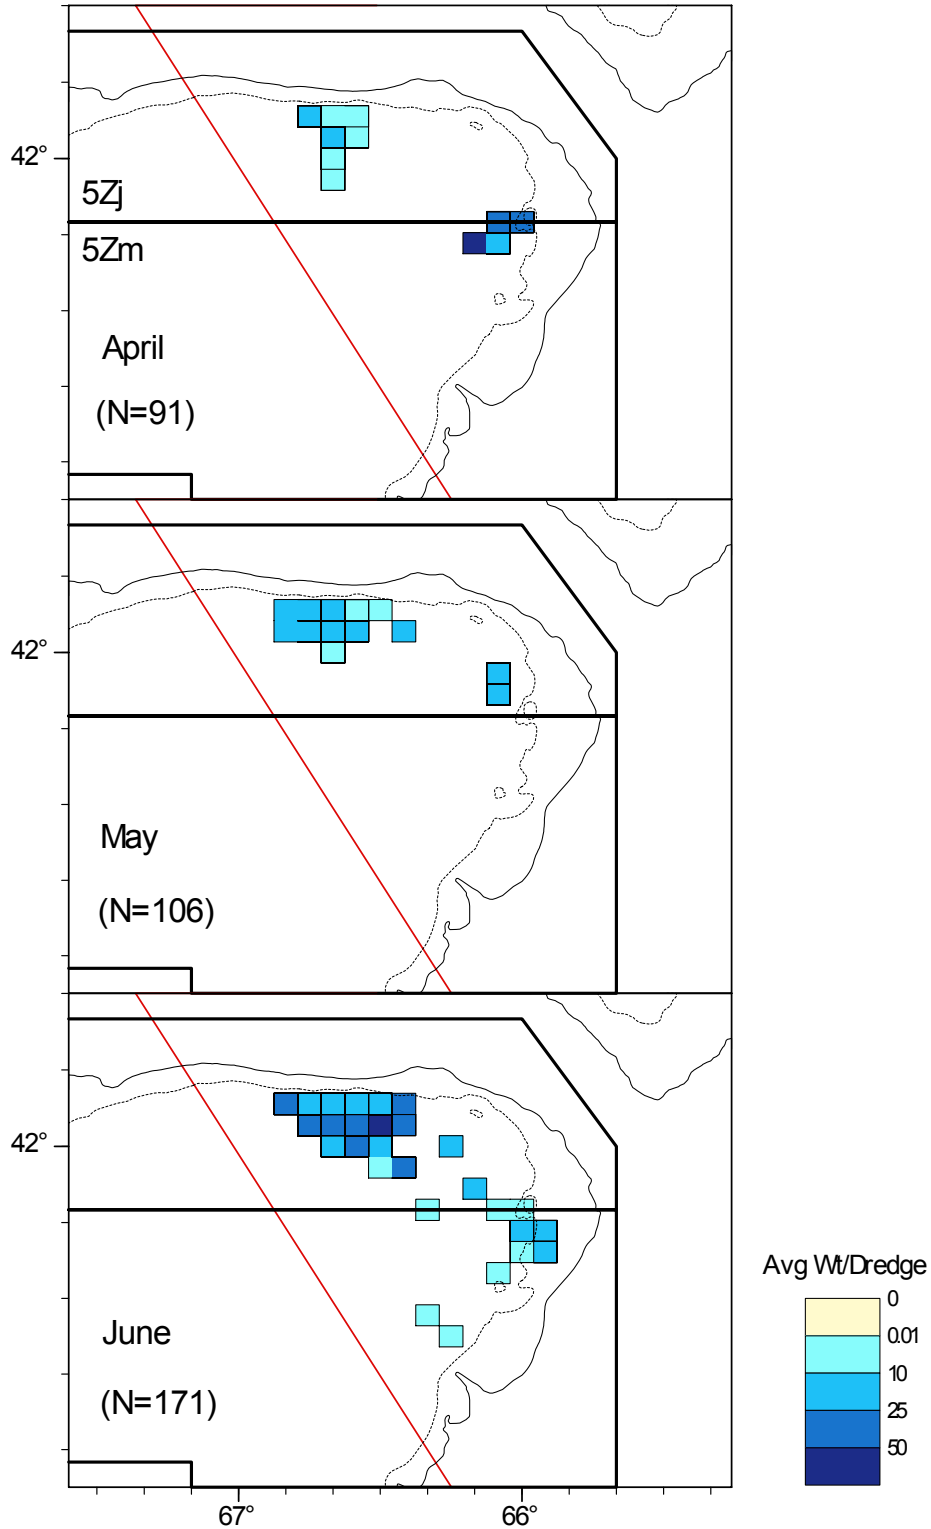 42°
5Zj
5Zm
April
(N=91)
42°
May
(N=106)
42°
June
(N=171)
67°
66°
Avg Wt/Dredge
0
0.01
10
25
50